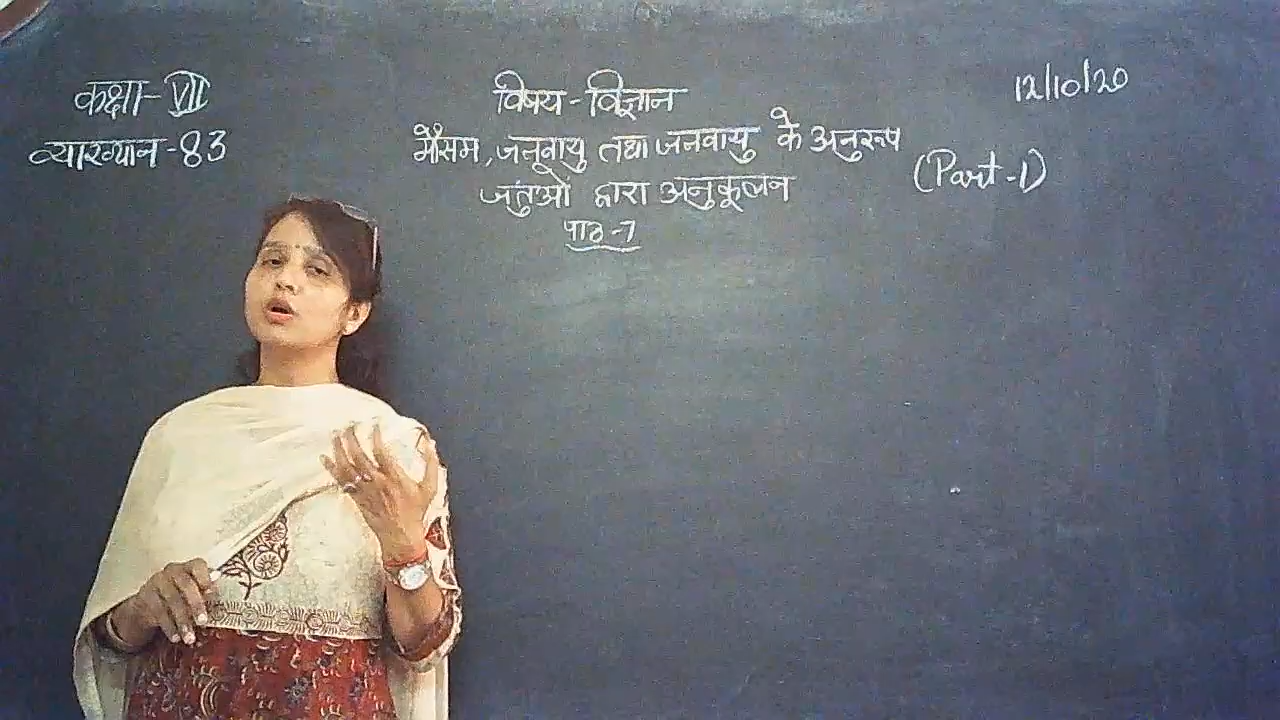 कक्षा- VII
व्याख्यान-83
विषय-विज्ञान
मौसम, जलवायु तथा जलवायु के अनुरूप
जंतुओं द्वारा अनुकूलन
पाठ-7
(Part-1)
12/10/20